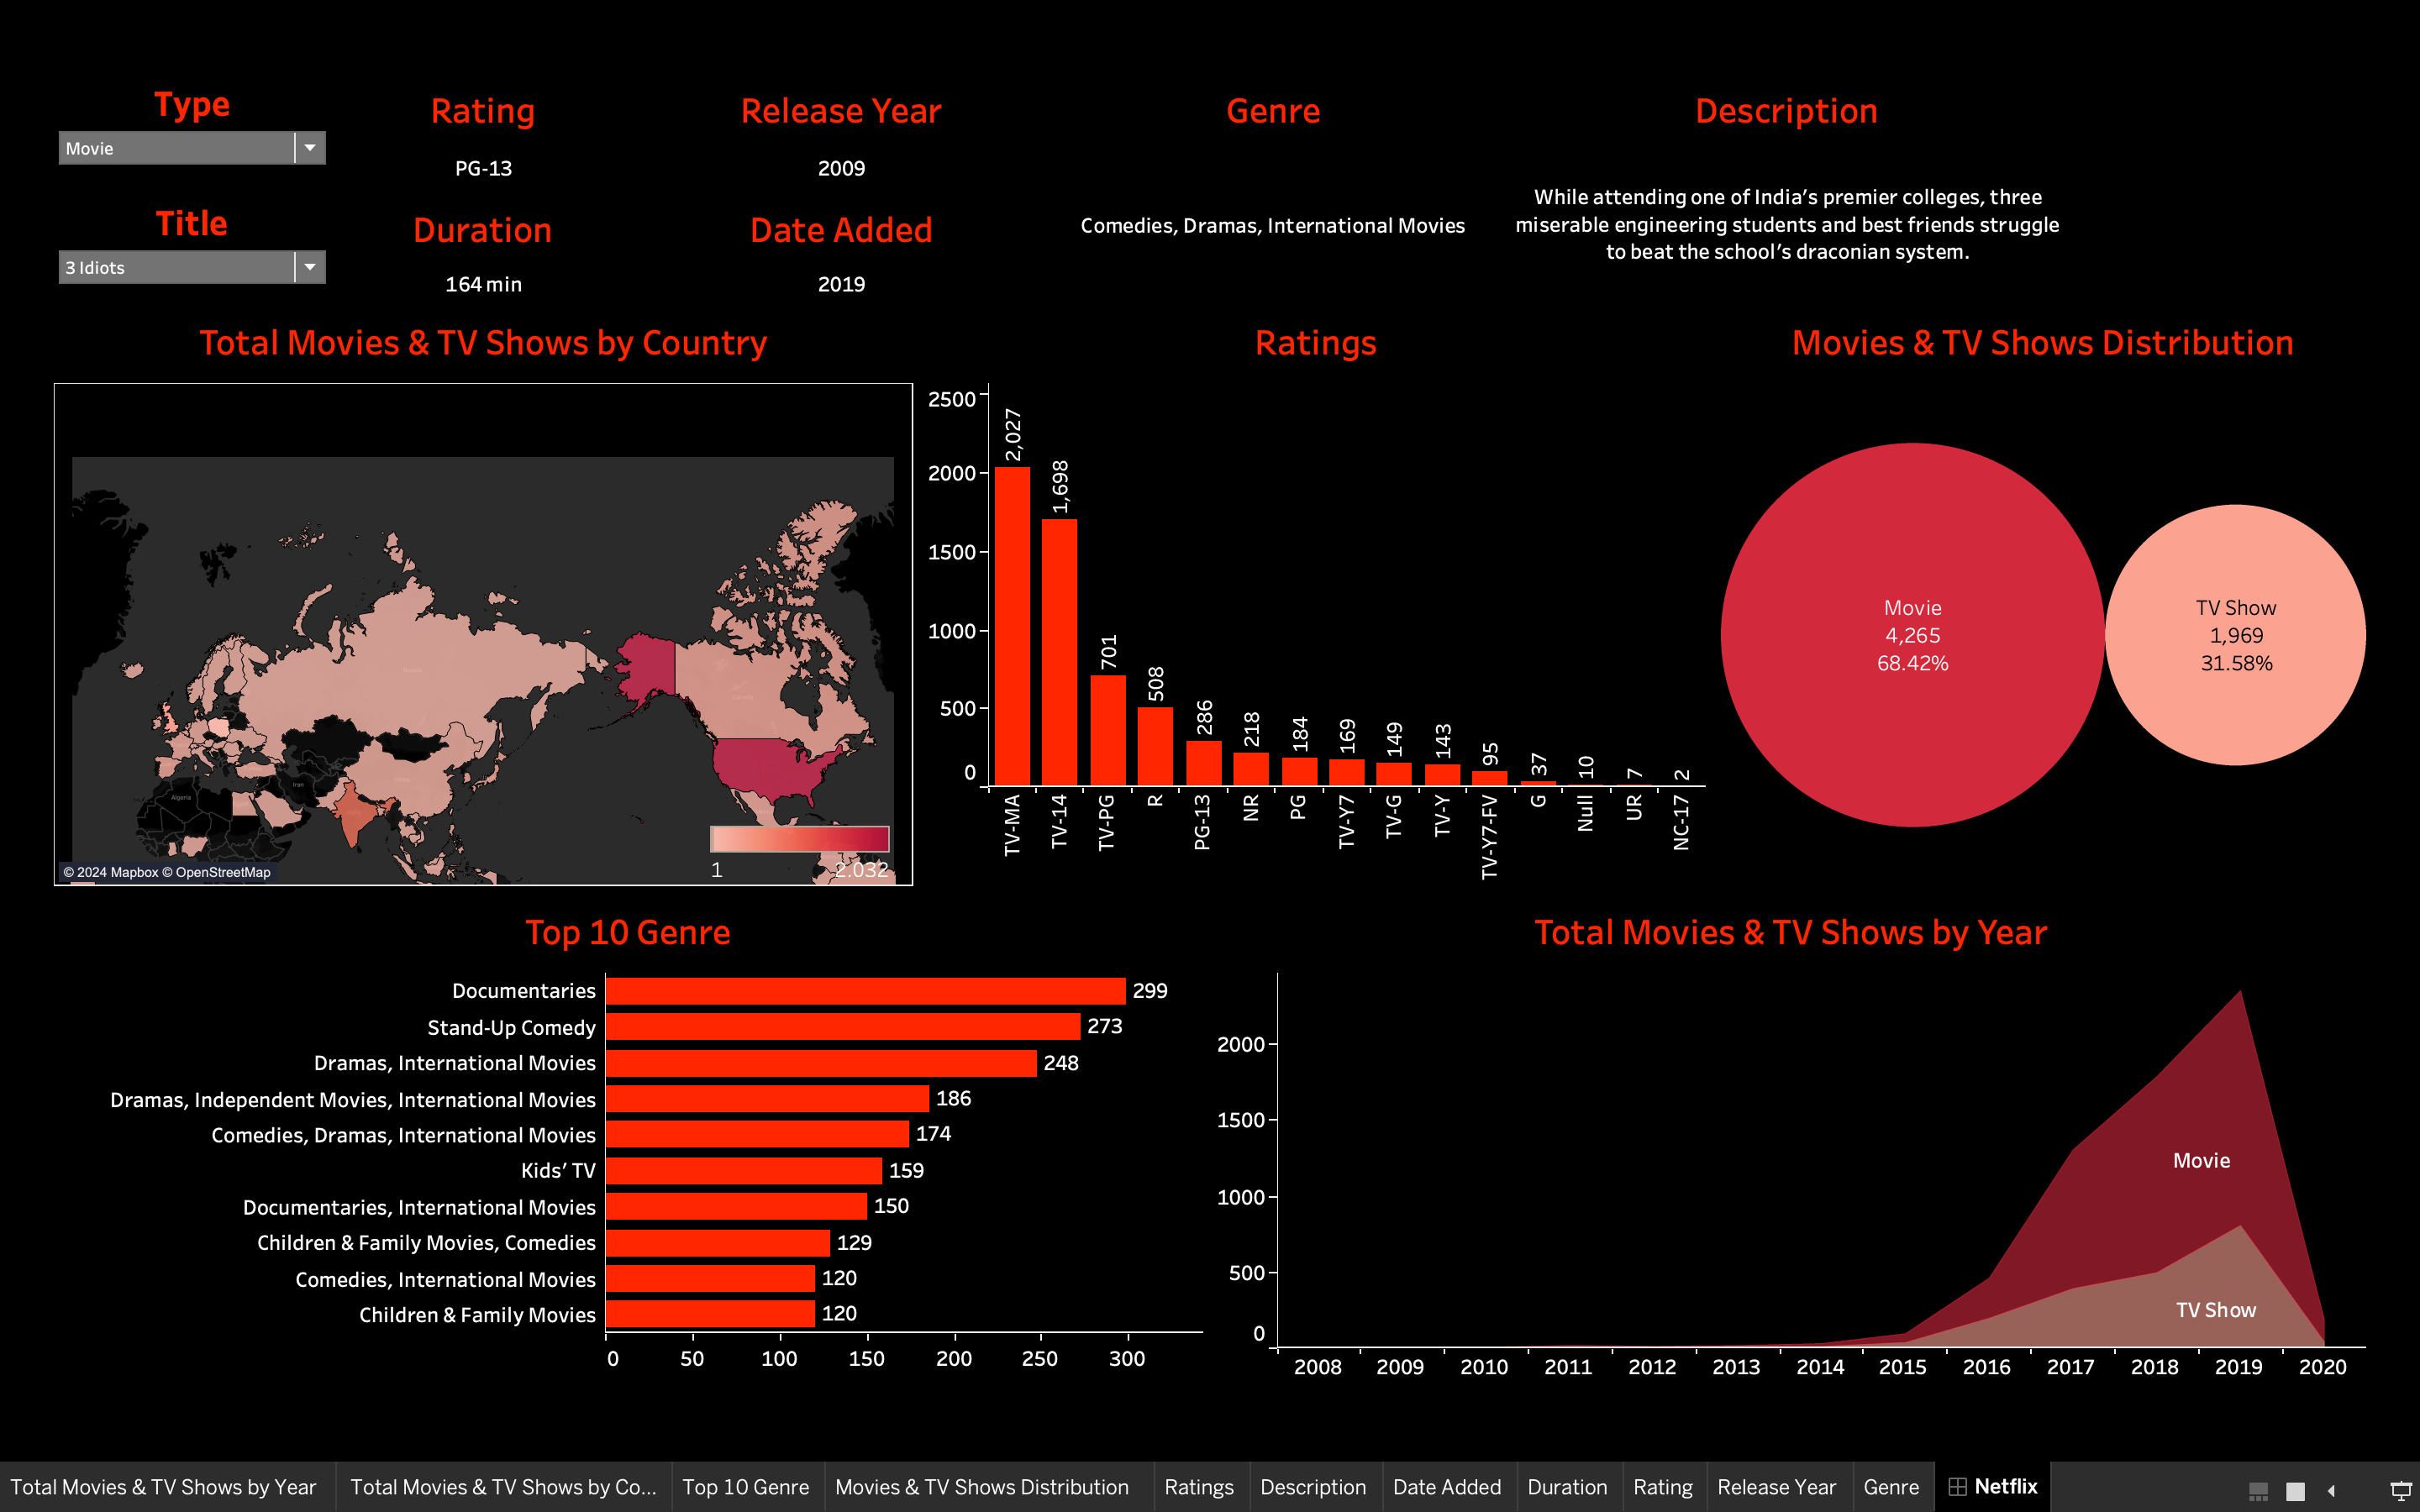 Type
Movie
Title
3 Idiots
Rating
PG-13
Duration
164 min
Release Year
2009
Date Added
2019
Genre
Comedies, Dramas, International Movies
Description
While attending one of India’s premier colleges, three
miserable engineering students and best friends struggle
to beat the school’s draconian system.
Total Movies & TV Shows by Country
Algeria
Iran
1
2.032
© 2024 Mapbox © OpenStreetMap
Ratings
2500
2000
1500
1000
500
0
2,027
1,698
701
508
286
218
184
169
149
143
95
37
10
7
2
TV-MA
TV-14
TV-PG
R
PG-13
NR
PG
TV-Y7
TV-G
TV-Y
TV-Y7-FV
G
Null
UR
NC-17
Movies & TV Shows Distribution
Movie
4,265
68.42%
TV Show
1,969
31.58%
Top 10 Genre
Documentaries 299
Stand-Up Comedy 273
Dramas, International Movies 248
Dramas, Independent Movies, International Movies 186
Comedies, Dramas, International Movies 174
Kids’ TV 159
Documentaries, International Movies 150
Children & Family Movies, Comedies 129
Comedies, International Movies 120
Children & Family Movies 120
0 50 100 150 200 250 300
Total Movies & TV Shows by Year
2000
1500
1000
500
0
Movie
TV Show
2008 2009 2010 2011 2012 2013 2014 2015 2016 2017 2018 2019 2020
Total Movies & TV Shows by Year Total Movies & TV Shows by Co... Top 10 Genre Movies & TV Shows Distribution Ratings Description Date Added Duration Rating Release Year Genre Netflix